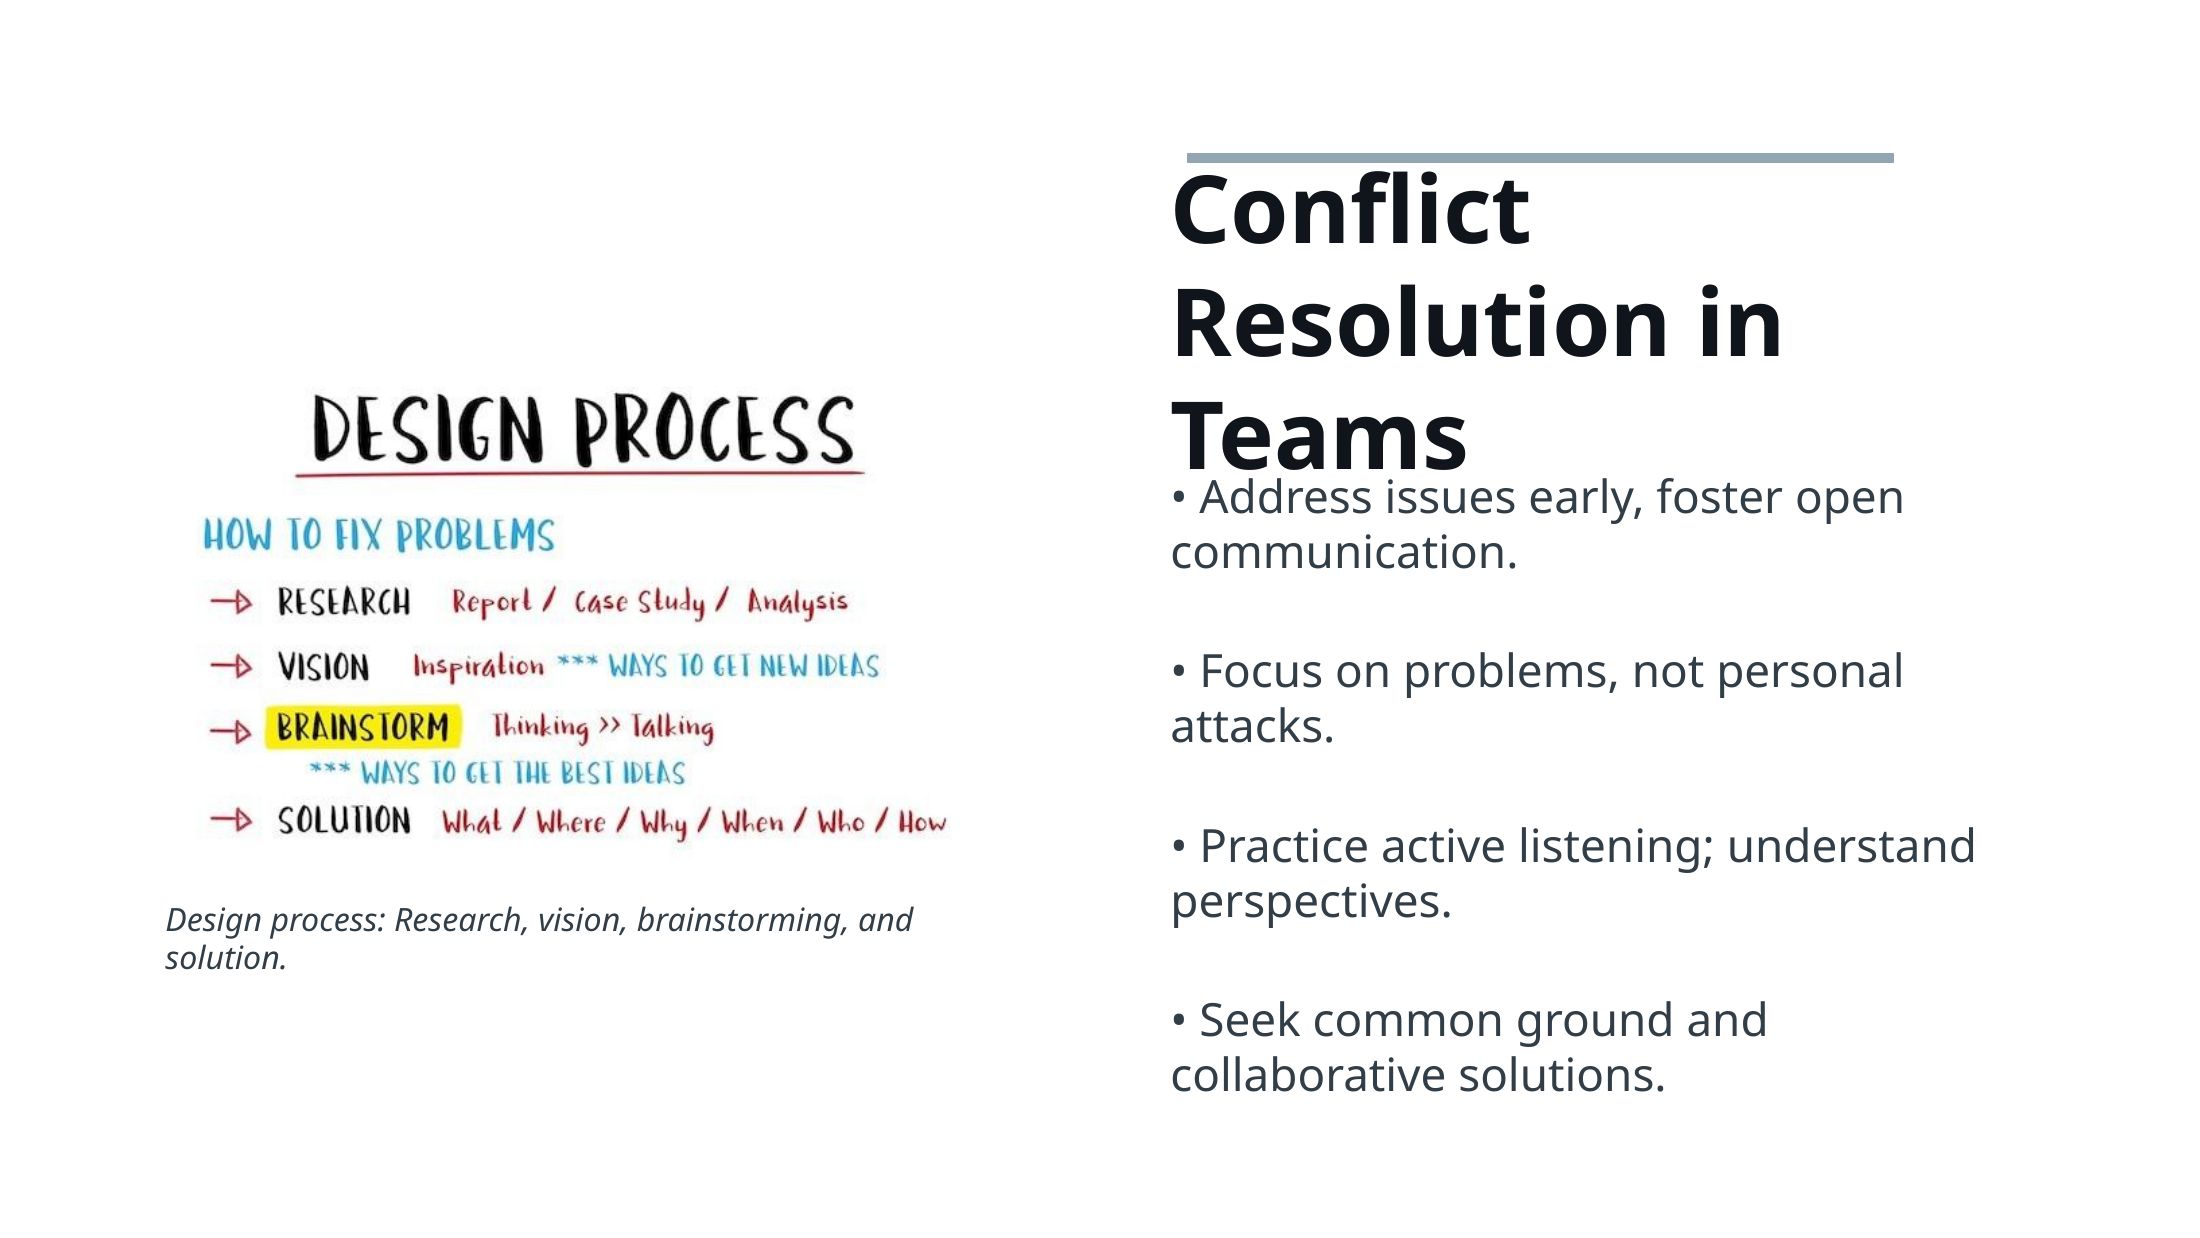 DESIGN PROCESS
HOW TO FIX PROBLEMS
RESEARCH Report / Case Study / Analysis
VISION Inspiration *** WAYS TO GET NEW IDEAS
BRAINSTORM Thinking >> Talking
*** WAYS TO GET THE BEST IDEAS
SOLUTION What / Where / Why / When / Who / How
Design process: Research, vision, brainstorming, and
solution.
Conflict
Resolution in
Teams
• Address issues early, foster open
communication.
• Focus on problems, not personal
attacks.
• Practice active listening; understand
perspectives.
• Seek common ground and
collaborative solutions.